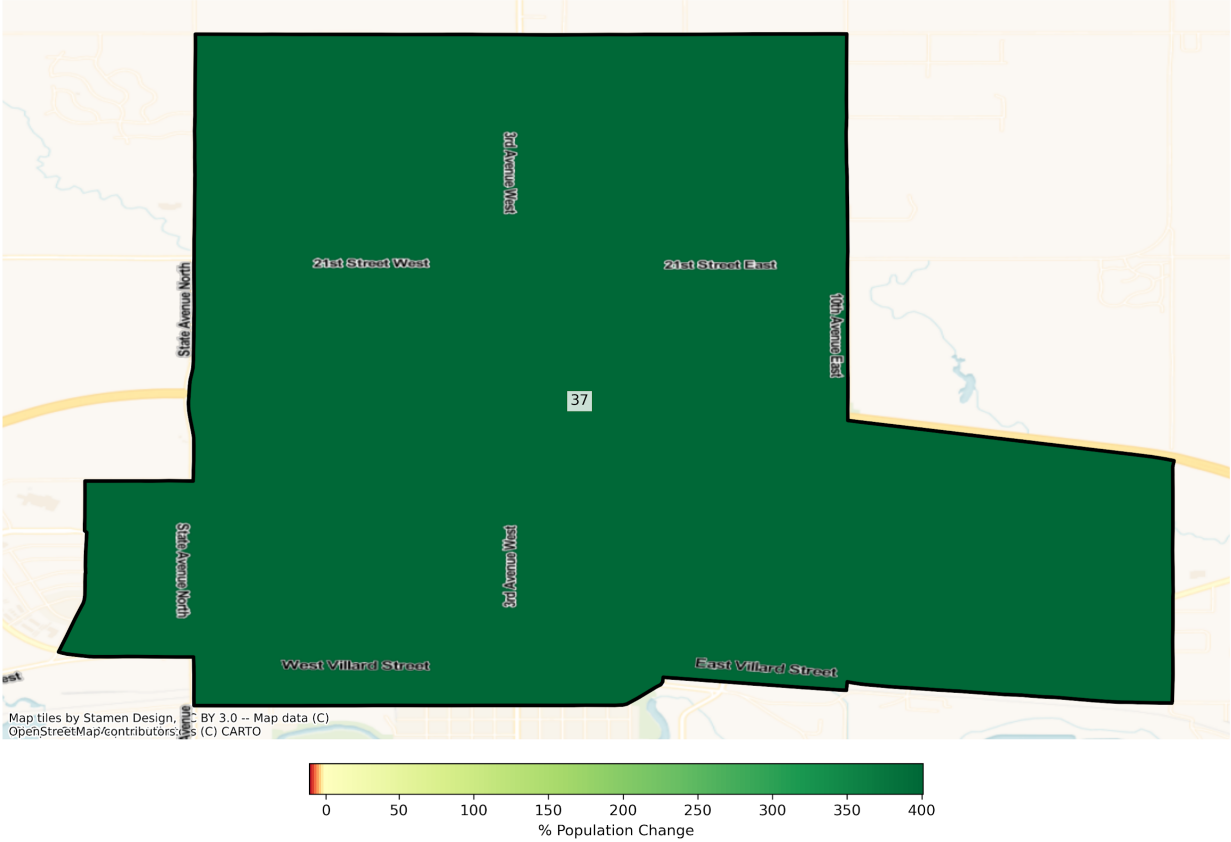 3rd Avenue West
21st Street West
21st Street East
State Avenue North
10th Avenue East
37
State Avenue North
3rd Avenue West
West Villard Street
East Villard Street
est
Map tiles by Stamen Design, BY 3.0 -- Map data (C)
OpenStreetMap contributors (C) CARTO
0 50 100 150 200 250 300 350 400
% Population Change